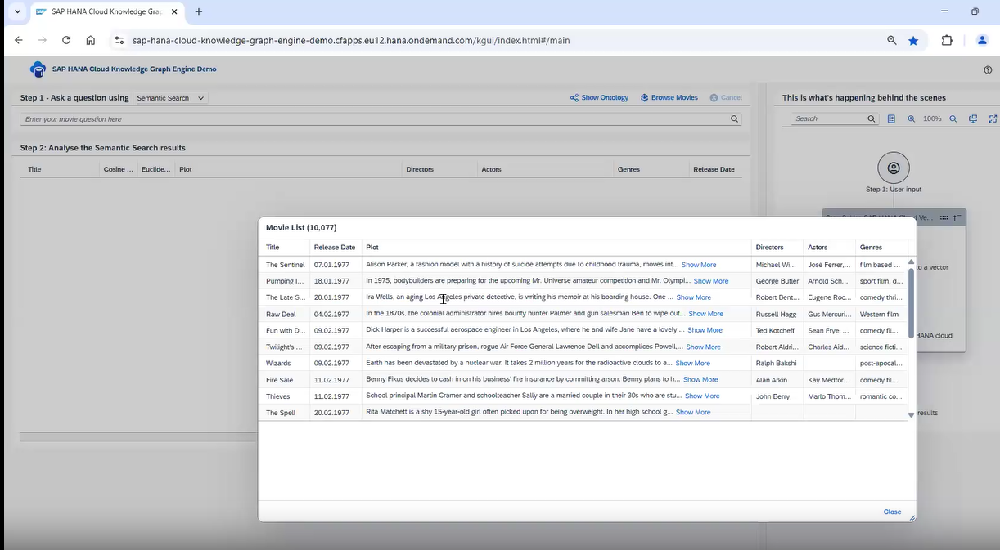 SAP HANA Cloud Knowledge Gra
sap-hana-cloud-knowledge-graph-engine-demo.cfapps.eu12.hana.ondemand.com/kgui/index.html#/main
SAP HANA Cloud Knowledge Graph Engine Demo
Step 1 - Ask a question using Semantic Search Show Ontology Browse Movies Cancel
Enter your movie question here
Step 2: Analyse the Semantic Search results
Title Cosine ... Euclide... Plot Directors Actors Genres Release Date
This is what's happening behind the scenes
Search 100%
Step 1: User input
to a vector
HANA cloud
results
Movie List (10,077)
Title Release Date Plot Directors Actors Genres
The Sentinel 07.01.1977 Alison Parker, a fashion model with a history of suicide attempts due to childhood trauma, moves int... Show More Michael Wi... José Ferrer,... film based ...
Pumping I... 18.01.1977 In 1975, bodybuilders are preparing for the upcoming Mr. Universe amateur competition and Mr. Olympi... Show More George Butler Arnold Sch... sport film, d...
The Late S... 28.01.1977 Ira Wells, an aging Los Angeles private detective, is writing his memoir at his boarding house. One ... Show More Robert Bent... Eugene Roc... comedy thri...
Raw Deal 04.02.1977 In the 1870s, the colonial administrator hires bounty hunter Palmer and gun salesman Ben to wipe out... Show More Russell Hagg Gus Mercuri... Western film
Fun with D... 09.02.1977 Dick Harper is a successful aerospace engineer in Los Angeles, where he and wife Jane have a lovely ... Show More Ted Kotcheff Sean Frye, ... comedy fil...
Twilight's ... 09.02.1977 After escaping from a military prison, rogue Air Force General Lawrence Dell and accomplices Powell,... Show More Robert Aldri... Charles Aid... science ficti...
Wizards 09.02.1977 Earth has been devastated by a nuclear war. It takes 2 million years for the radioactive clouds to a... Show More Ralph Bakshi post-apocal...
Fire Sale 11.02.1977 Benny Fikus decides to cash in on his business' fire insurance by committing arson. Benny plans to h... Show More Alan Arkin Kay Medfor... comedy fil...
Thieves 11.02.1977 School principal Martin Cramer and schoolteacher Sally are a married couple in their 30s who are stu... Show More John Berry Marlo Thom... romantic co...
The Spell 20.02.1977 Rita Matchett is a shy 15-year-old girl often picked upon for being overweight. In her high school g... Show More
Close